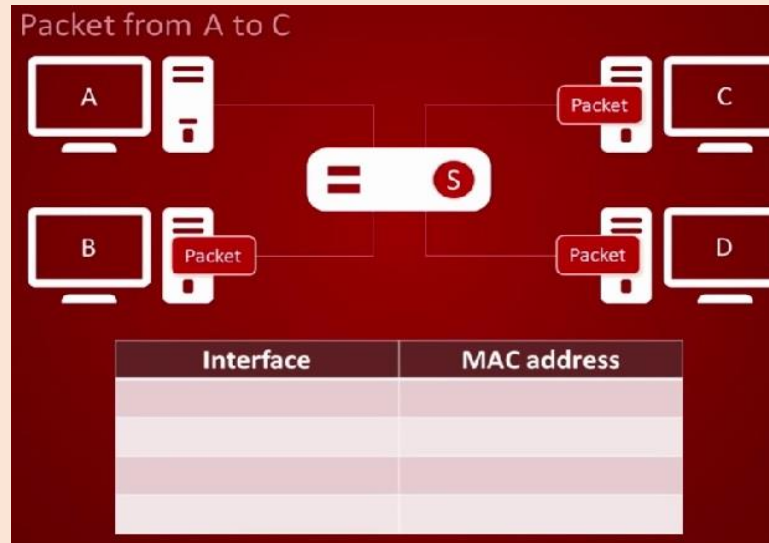 Packet from A to C
A
Packet
C
S
B
Packet
Packet
D
Interface MAC address